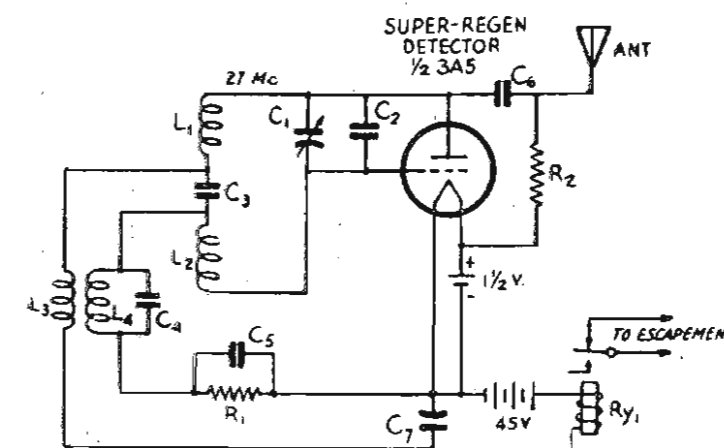 SUPER-REGEN
DETECTOR
½ 3A5
ANT
27 Mc
C6
L1
C1
C2
R2
C3
L2
+
1½ V.
-
L3
L4
C4
C5
TO ESCAPEMEN
R1
C7
45V
Ry1